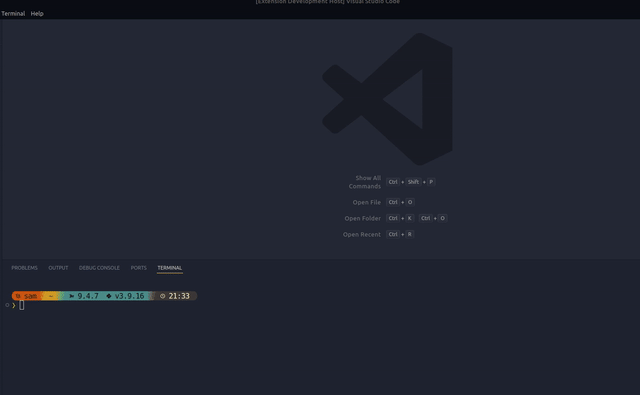 [Extension Development Host] Visual Studio Code
Terminal Help
Show All Commands Ctrl + Shift + P
Open File Ctrl + O
Open Folder Ctrl + K Ctrl + O
Open Recent Ctrl + R
PROBLEMS OUTPUT DEBUG CONSOLE PORTS TERMINAL
sam ~ 9.4.7 v3.9.16 21:33
❯